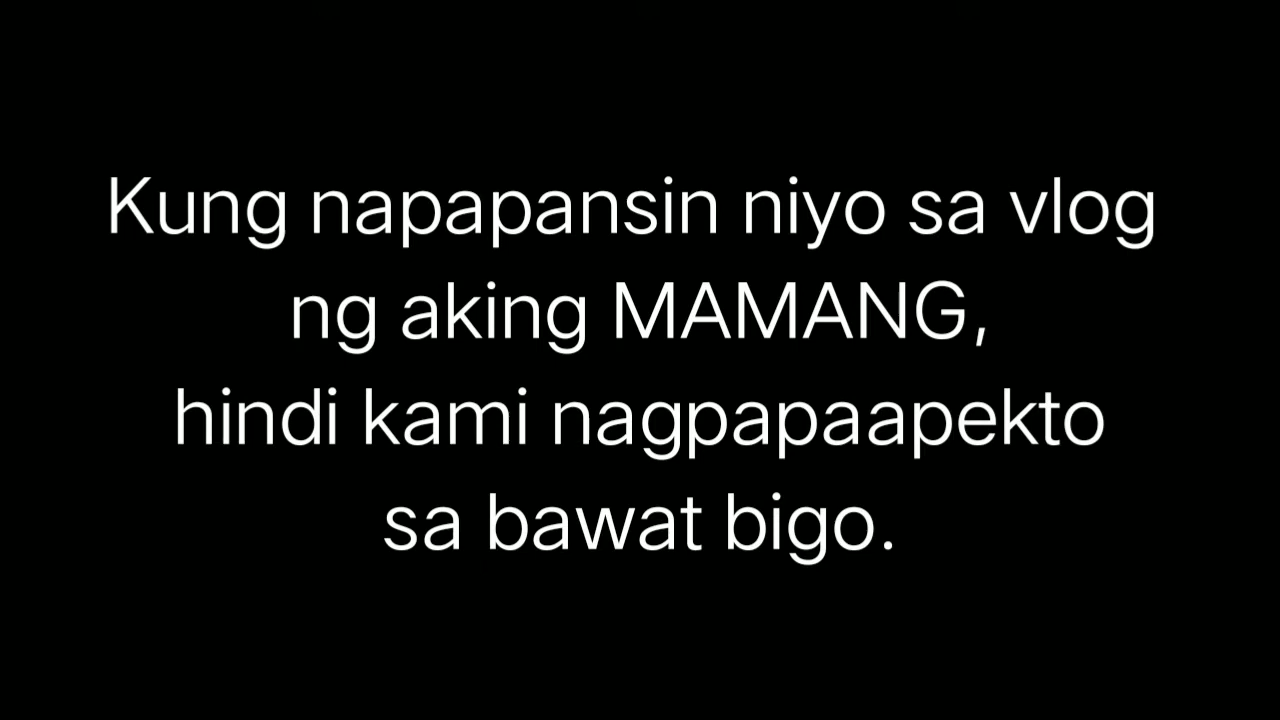 Kung napapansin niyo sa vlog
ng aking MAMANG,
hindi kami nagpapaapekto
sa bawat bigo.